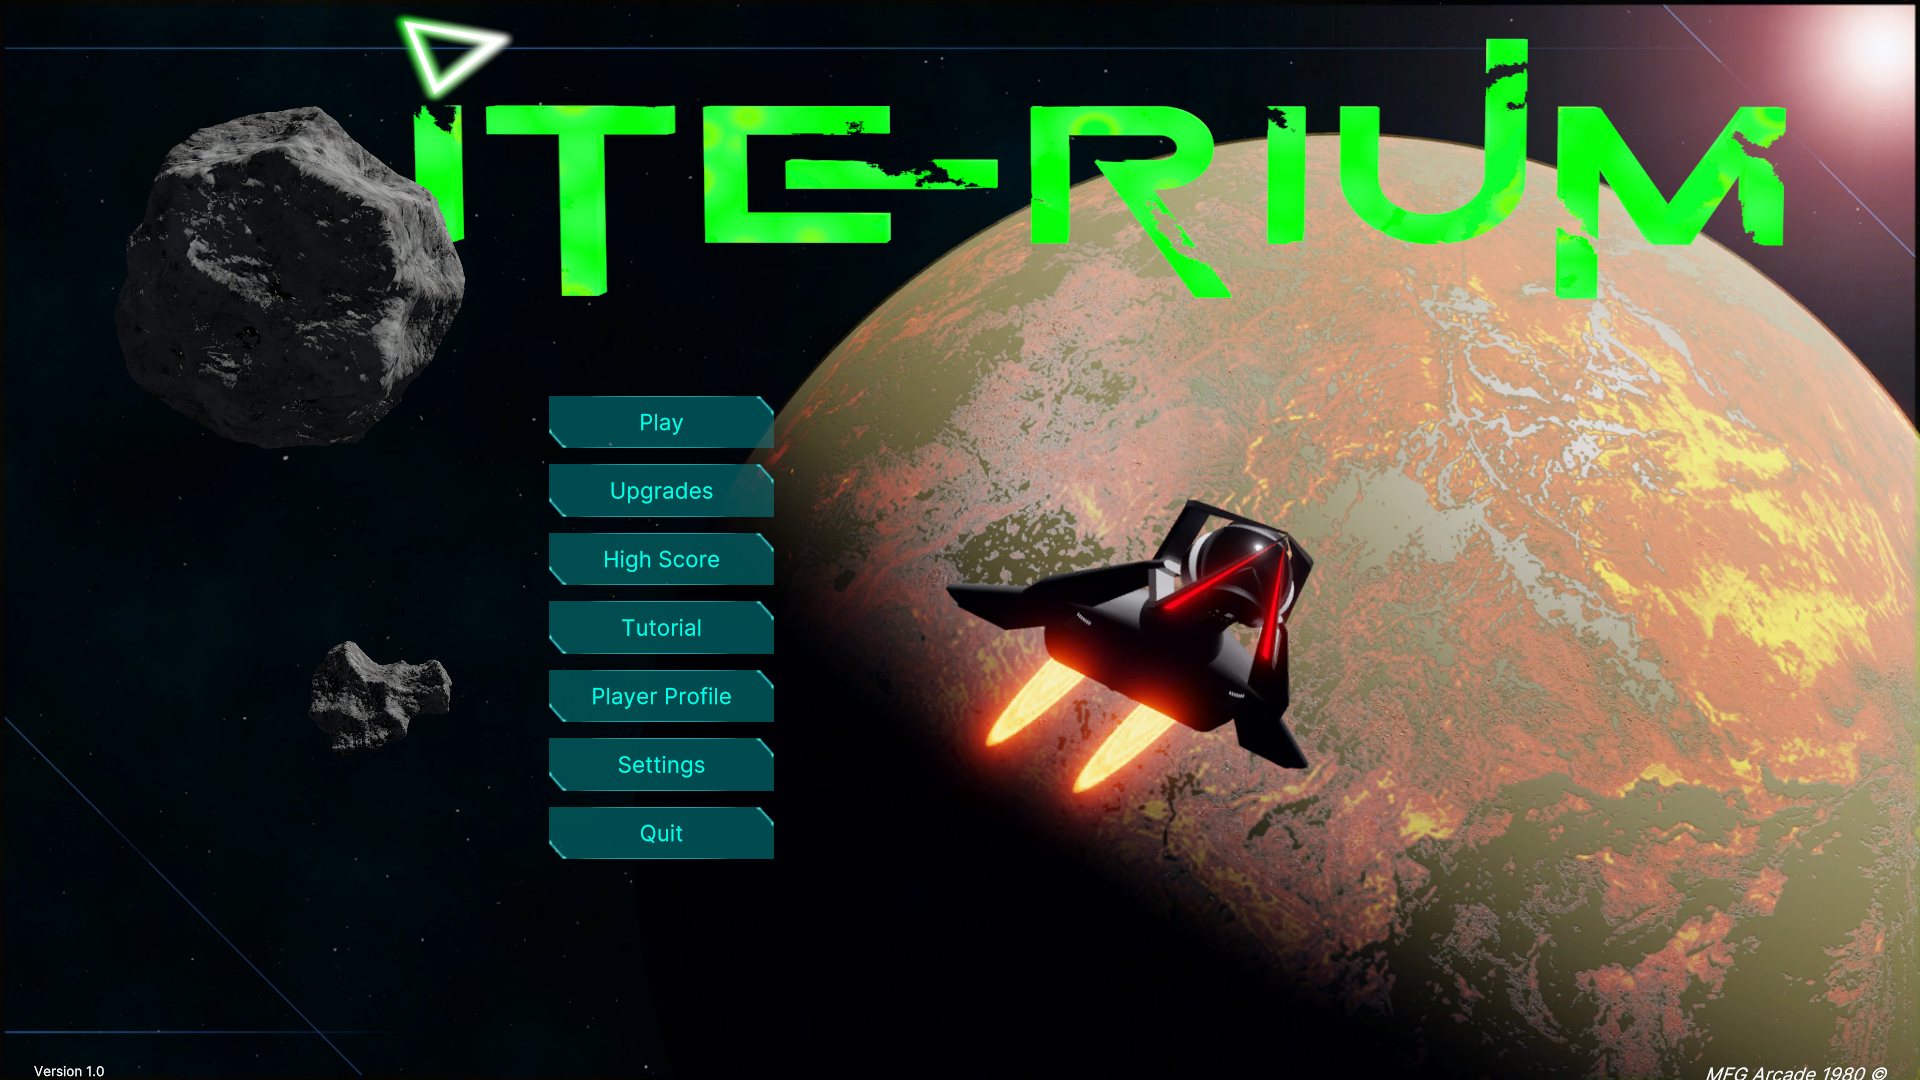 ITE-RIUM
Play
Upgrades
High Score
Tutorial
Player Profile
Settings
Quit
Version 1.0
MFG Arcade 1980 ©